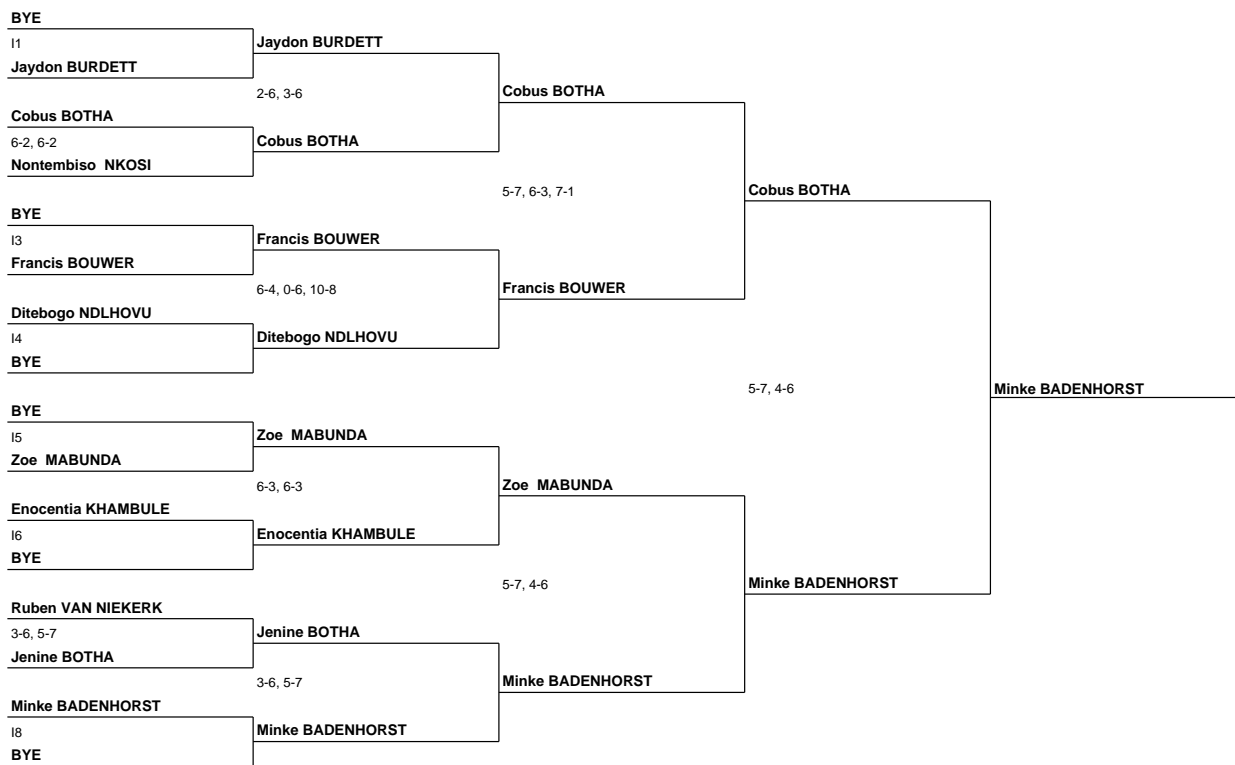 BYE
I1
Jaydon BURDETT
Cobus BOTHA
6-2, 6-2
Nontembiso  NKOSI
BYE
I3
Francis BOUWER
Ditebogo NDLHOVU
I4
BYE
BYE
I5
Zoe  MABUNDA
Enocentia KHAMBULE
I6
BYE
Ruben VAN NIEKERK
3-6, 5-7
Jenine BOTHA
Minke BADENHORST
I8
BYE
Jaydon BURDETT
2-6, 3-6
Cobus BOTHA
Francis BOUWER
6-4, 0-6, 10-8
Ditebogo NDLHOVU
Zoe  MABUNDA
6-3, 6-3
Enocentia KHAMBULE
Jenine BOTHA
3-6, 5-7
Minke BADENHORST
Cobus BOTHA
5-7, 6-3, 7-1
Francis BOUWER
Zoe  MABUNDA
5-7, 4-6
Minke BADENHORST
Cobus BOTHA
5-7, 4-6
Minke BADENHORST
Minke BADENHORST